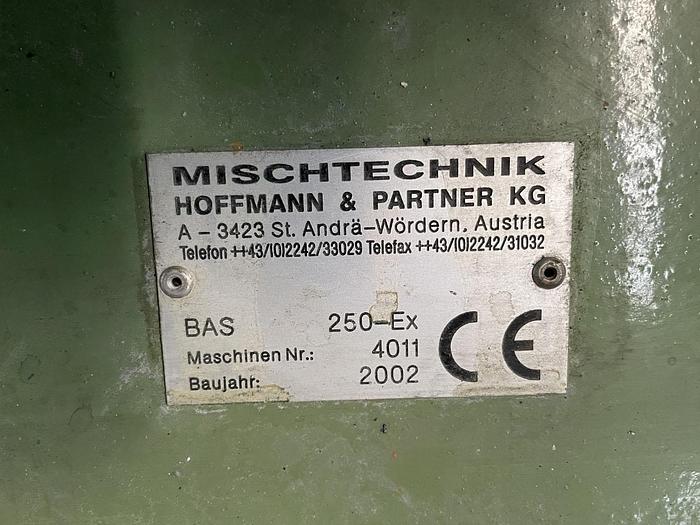 MISCHTECHNIK
HOFFMANN & PARTNER KG
A – 3423 St. Andrä-Wördern, Austria
Telefon ++43/(0)2242/33029 Telefax ++43/(0)2242/31032
BAS 250-Ex
Maschinen Nr.: 4011
Baujahr: 2002
CE